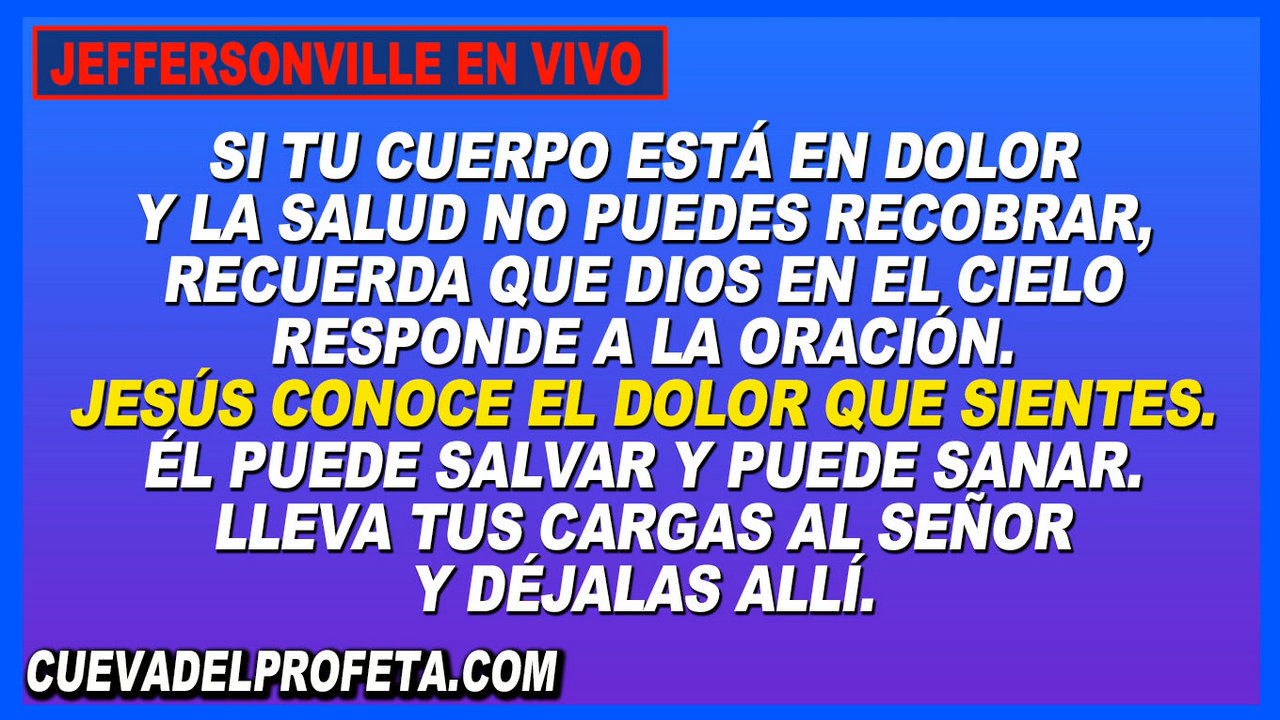 JEFFERSONVILLE EN VIVO
SI TU CUERPO ESTÁ EN DOLOR
Y LA SALUD NO PUEDES RECOBRAR,
RECUERDA QUE DIOS EN EL CIELO
RESPONDE A LA ORACIÓN.
JESÚS CONOCE EL DOLOR QUE SIENTES.
ÉL PUEDE SALVAR Y PUEDE SANAR.
LLEVA TUS CARGAS AL SEÑOR
Y DÉJALAS ALLÍ.
CUEVADELPROFETA.COM